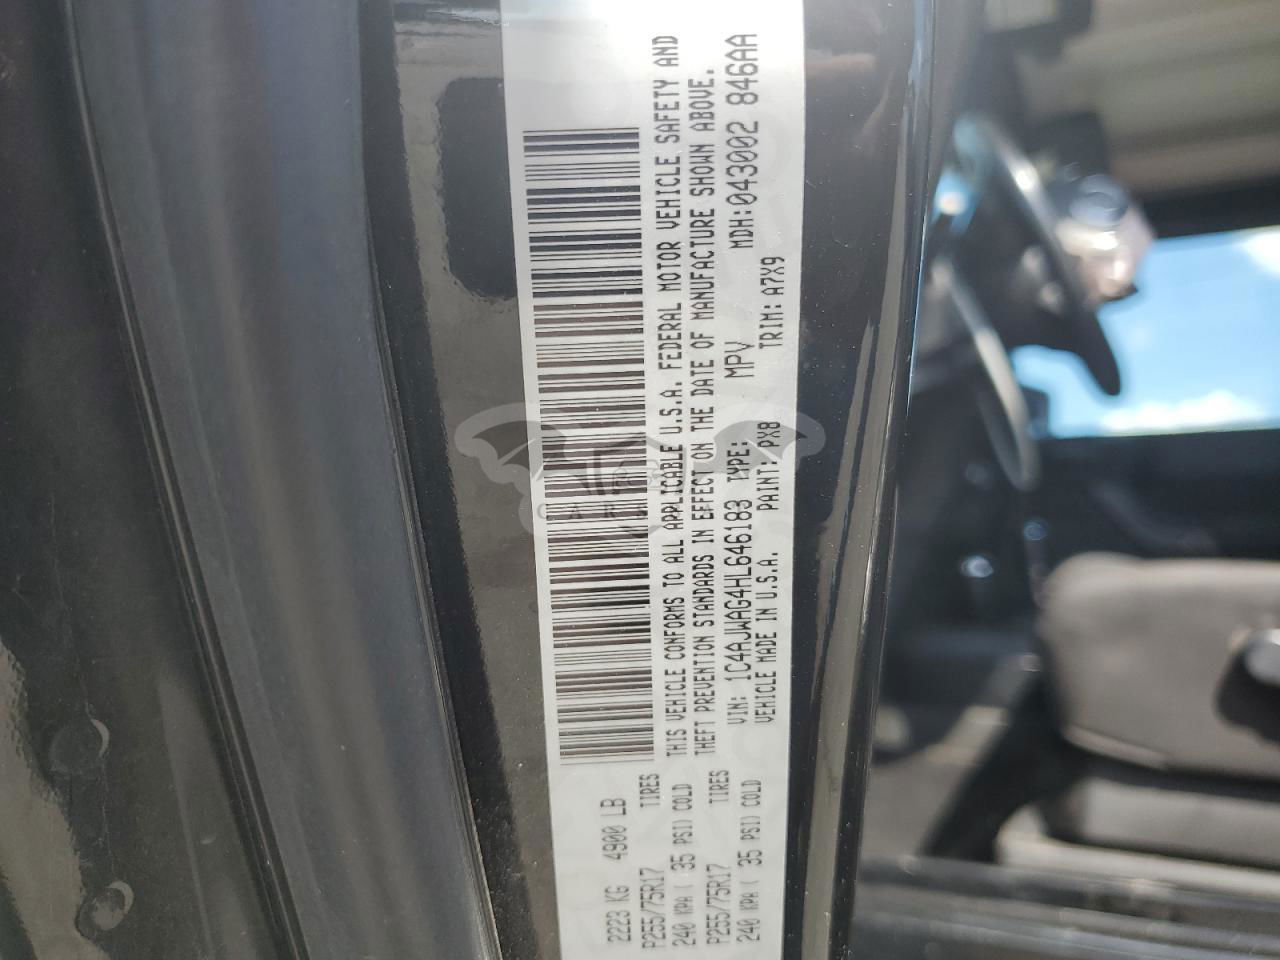 2223 KG 4900 LB
P255/75R17 TIRES
240 KPA ( 35 PSI) COLD
P255/75R17 TIRES
240 KPA ( 35 PSI) COLD
THIS VEHICLE CONFORMS TO ALL APPLICABLE U.S.A. FEDERAL MOTOR VEHICLE SAFETY AND
THEFT PREVENTION STANDARDS IN EFFECT ON THE DATE OF MANUFACTURE SHOWN ABOVE.
VIN: 1C4AJWAG4HL646183 TYPE: MPV MDH:043002 846AA
VEHICLE MADE IN U.S.A. PAINT: PX8 TRIM: A7X9